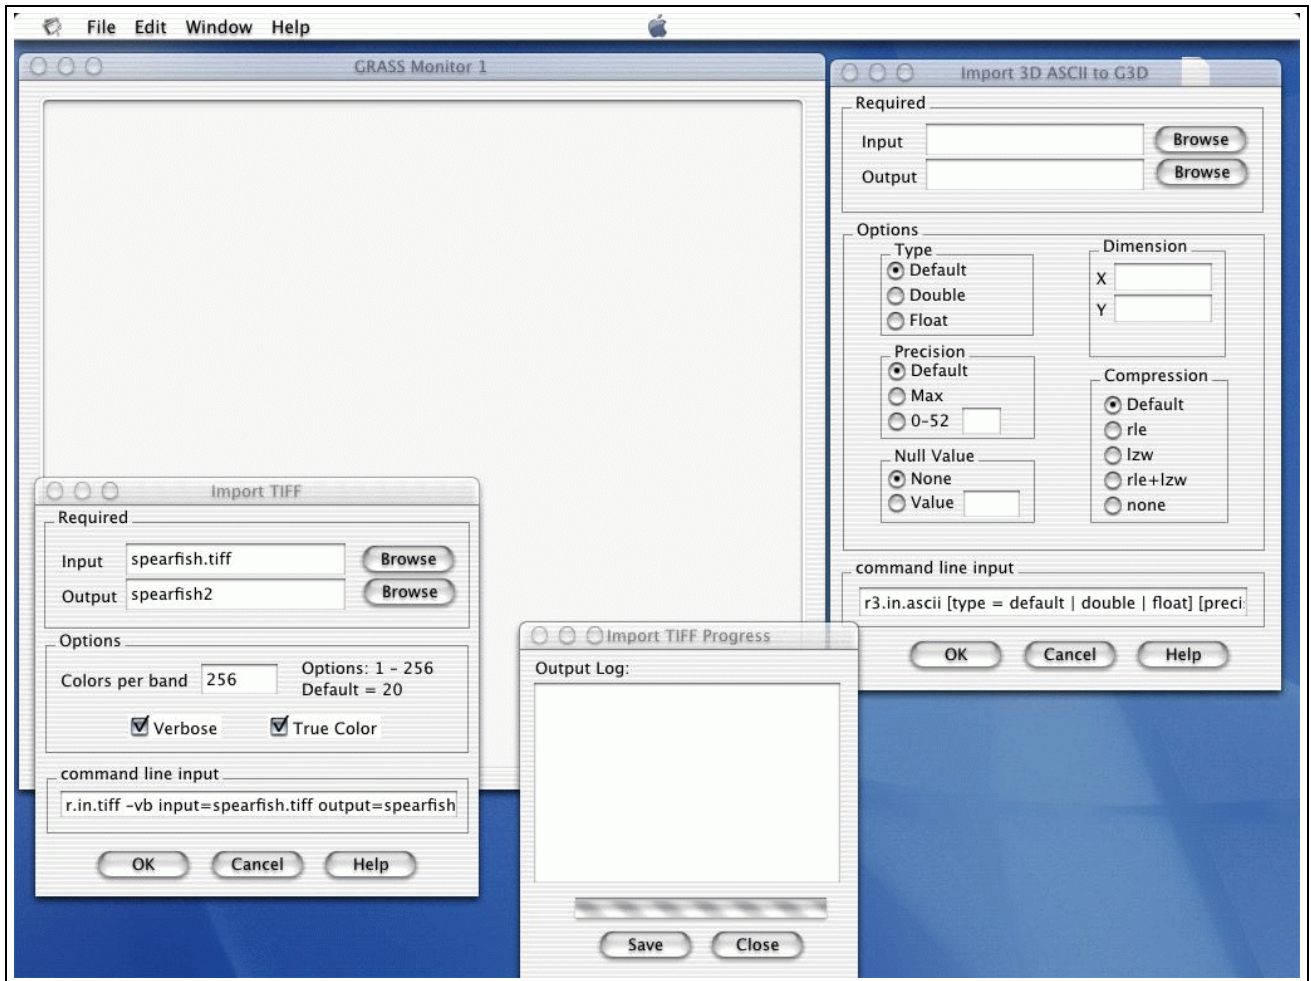 File Edit Window Help
GRASS Monitor 1
Import 3D ASCII to G3D
Required
Input
Browse
Output
Browse
Options
Type
Default
Double
Float
Dimension
X
Y
Precision
Default
Max
0-52
Compression
Default
rle
lzw
rle+lzw
none
Null Value
None
Value
command line input
r3.in.ascii [type = default | double | float] [preci
OK Cancel Help
Import TIFF
Required
Input spearfish.tiff Browse
Output spearfish2 Browse
Options
Colors per band 256
Options: 1 - 256
Default = 20
Verbose True Color
command line input
r.in.tiff -vb input=spearfish.tiff output=spearfish
OK Cancel Help
Import TIFF Progress
Output Log:
Save Close